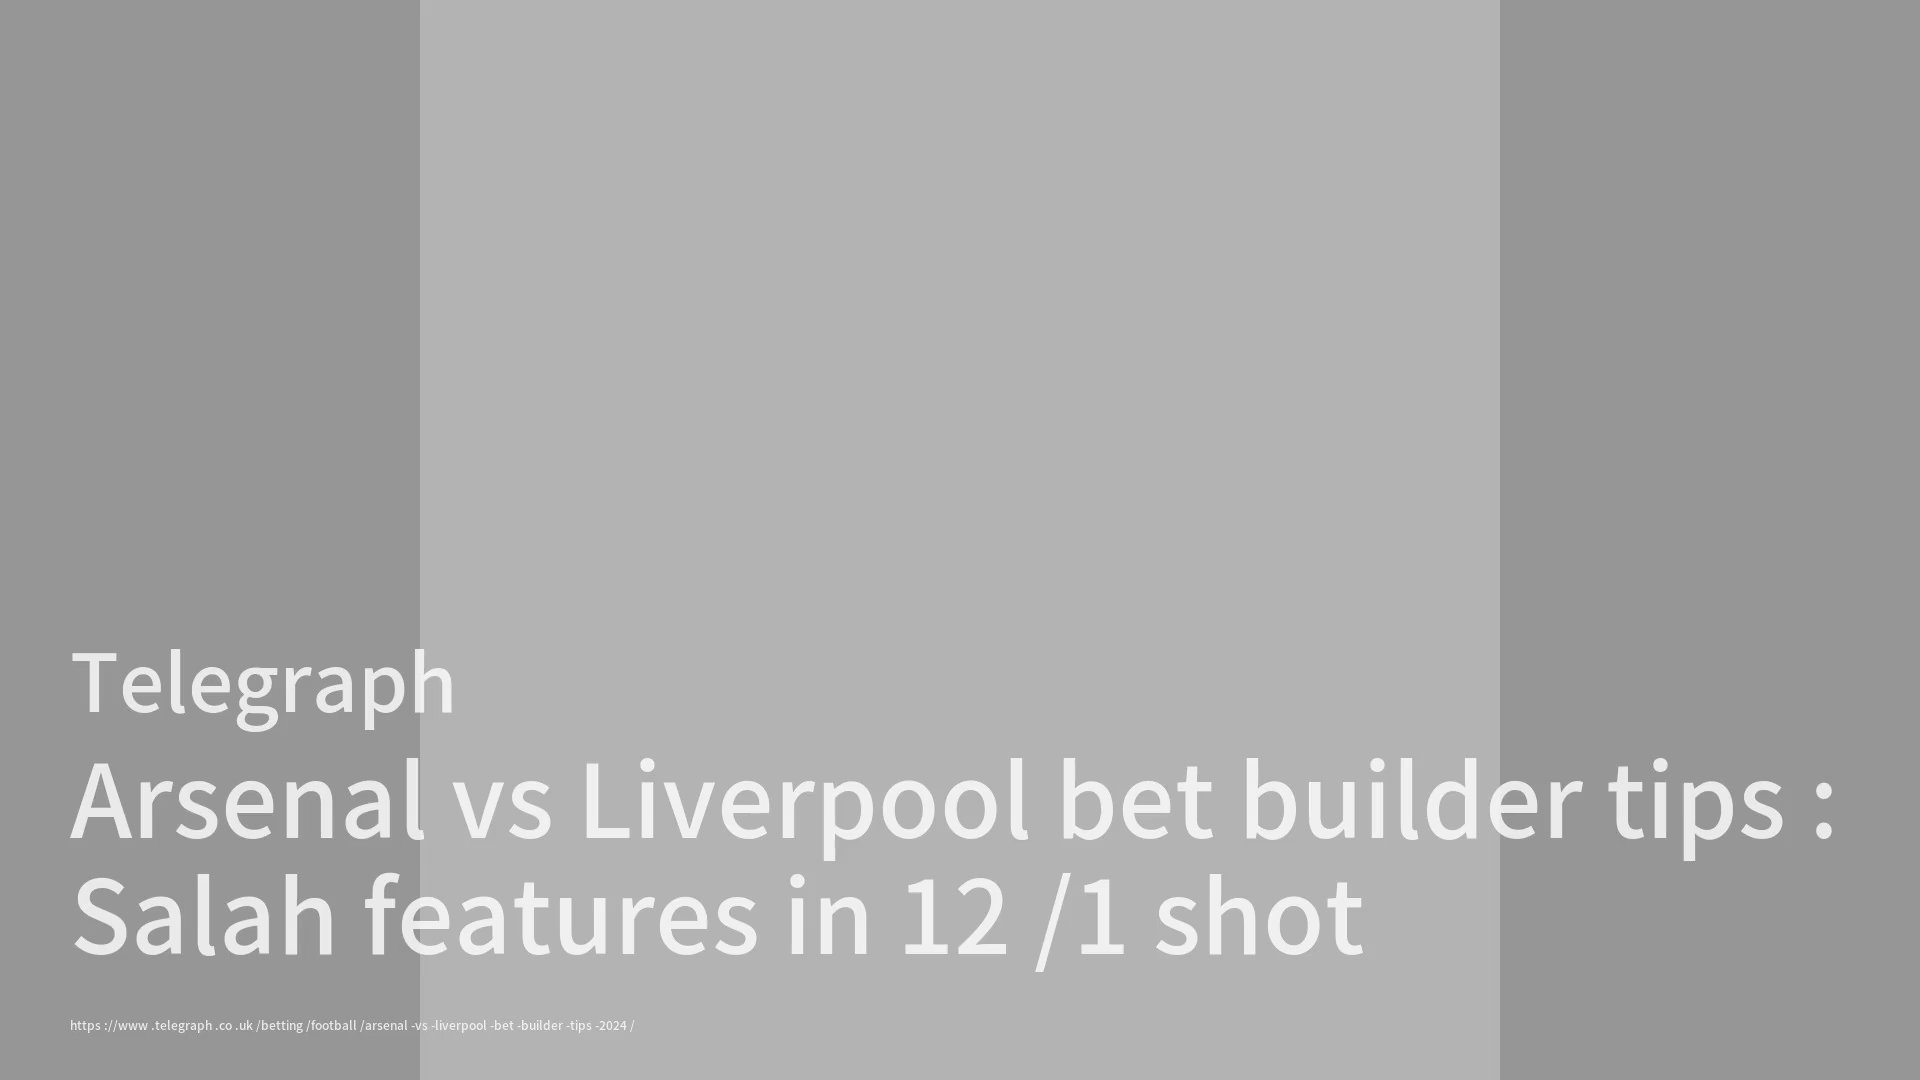 Telegraph
Arsenal vs Liverpool bet builder tips :
Salah features in 12 /1 shot
https ://www .telegraph .co .uk /betting /football /arsenal -vs -liverpool -bet -builder -tips -2024 /